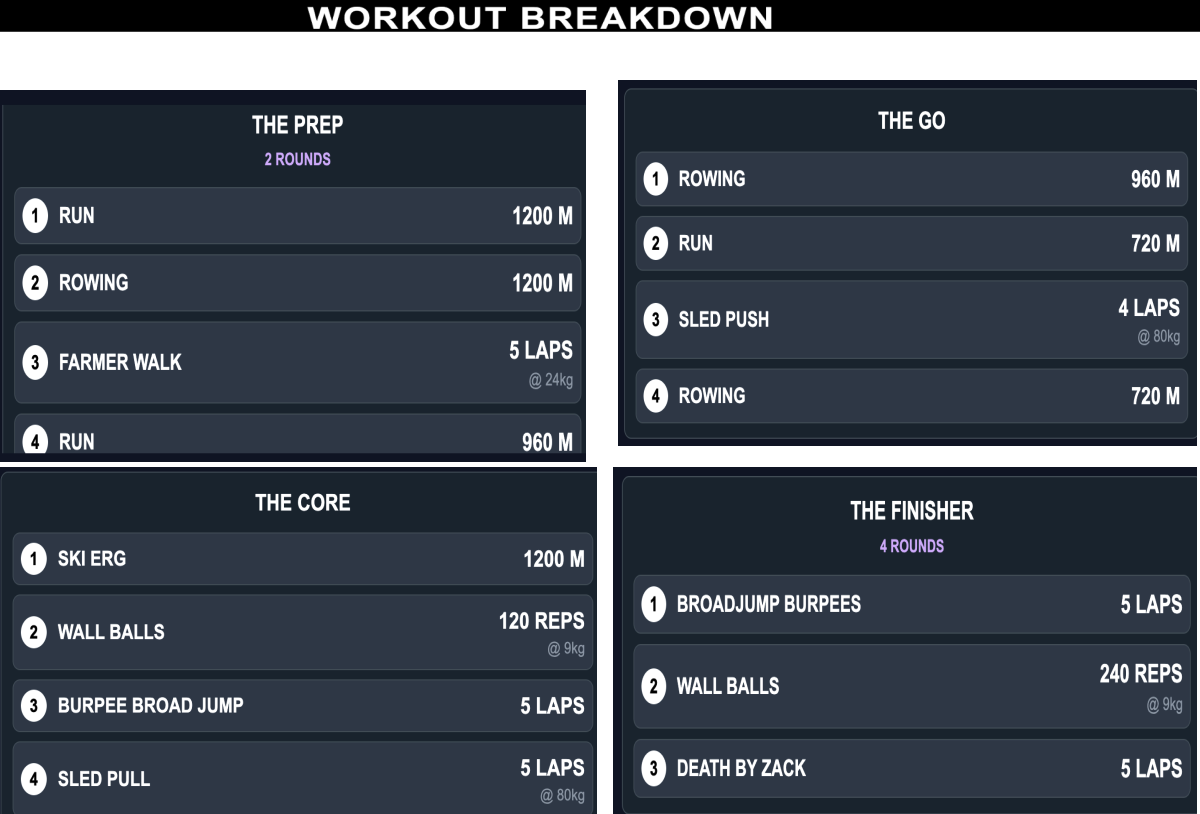 WORKOUT BREAKDOWN
THE PREP
2 ROUNDS
1 RUN 1200 M
2 ROWING 1200 M
3 FARMER WALK 5 LAPS
@ 24kg
4 RUN 960 M
THE GO
1 ROWING 960 M
2 RUN 720 M
3 SLED PUSH 4 LAPS
@ 80kg
4 ROWING 720 M
THE CORE
1 SKI ERG 1200 M
2 WALL BALLS 120 REPS
@ 9kg
3 BURPEE BROAD JUMP 5 LAPS
4 SLED PULL 5 LAPS
@ 80kg
THE FINISHER
4 ROUNDS
1 BROADJUMP BURPEES 5 LAPS
2 WALL BALLS 240 REPS
@ 9kg
3 DEATH BY ZACK 5 LAPS